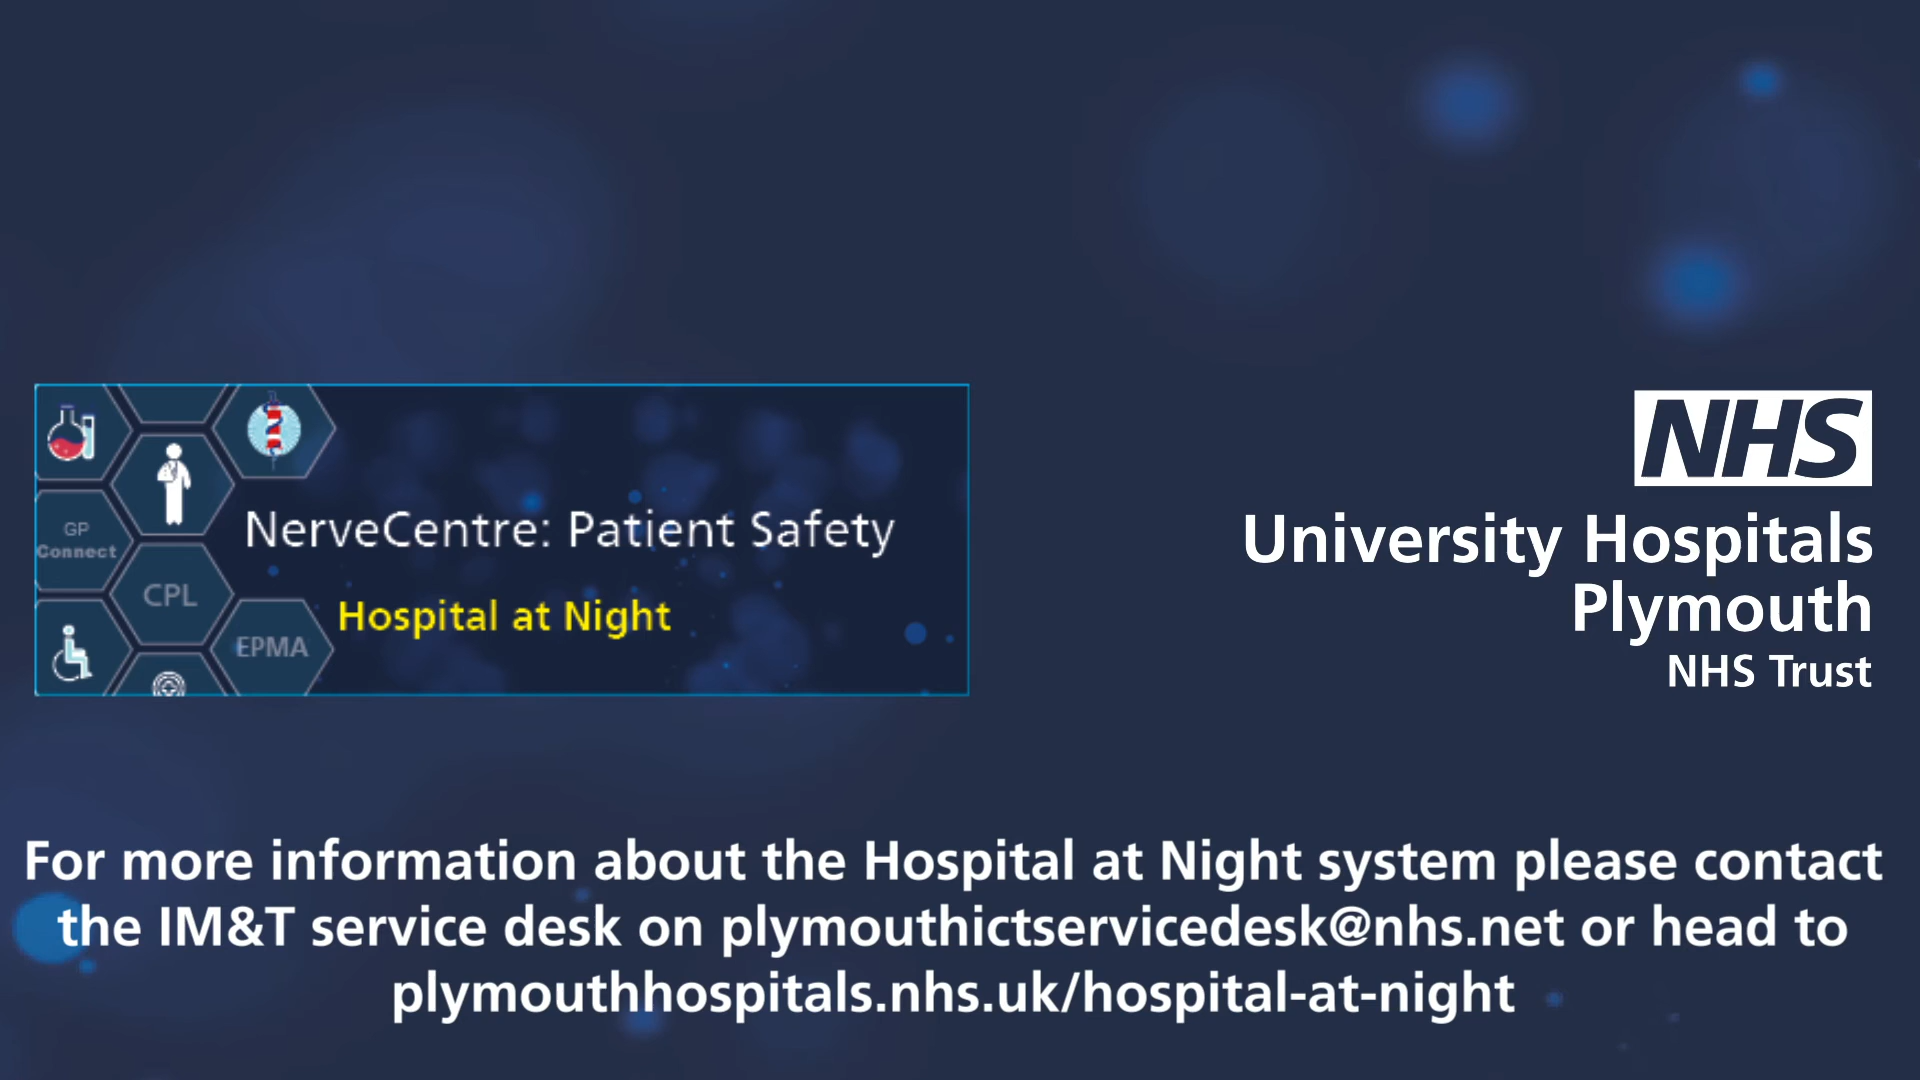 GP
Connect
CPL
EPMA
NerveCentre: Patient Safety
Hospital at Night
NHS
University Hospitals
Plymouth
NHS Trust
For more information about the Hospital at Night system please contact
the IM&T service desk on plymouthictservicedesk@nhs.net or head to
plymouthhospitals.nhs.uk/hospital-at-night